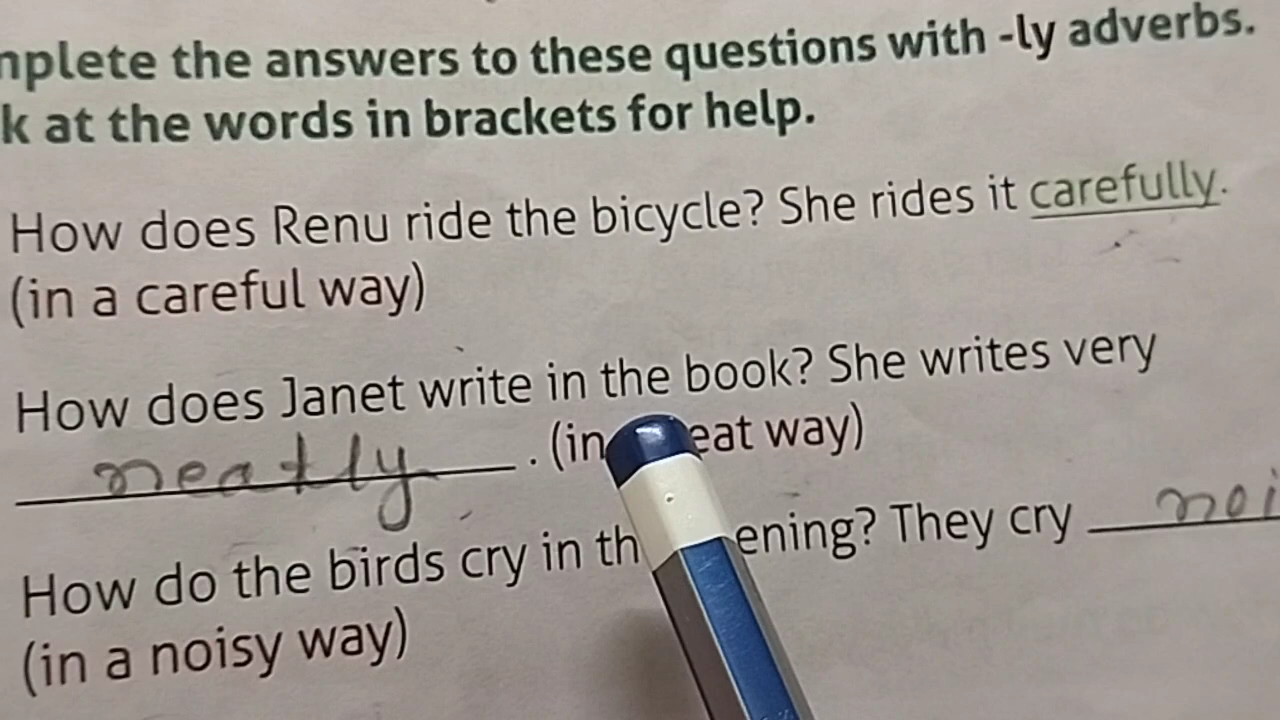 mplete the answers to these questions with -ly adverbs.
k at the words in brackets for help.
How does Renu ride the bicycle? She rides it carefully.
(in a careful way)
How does Janet write in the book? She writes very
neatly . (in eat way)
How do the birds cry in th ening? They cry noi
(in a noisy way)